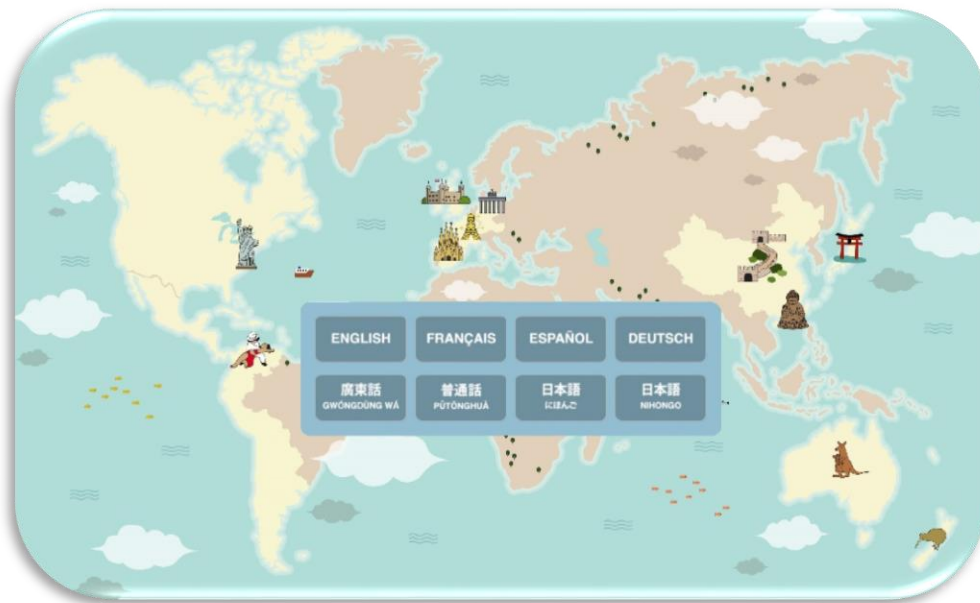 ENGLISH
FRANÇAIS
ESPAÑOL
DEUTSCH
廣東話
GWÓNGDÙNG WÁ
普通話
PǓTŌNGHUÀ
日本語
にほんご
日本語
NIHONGO